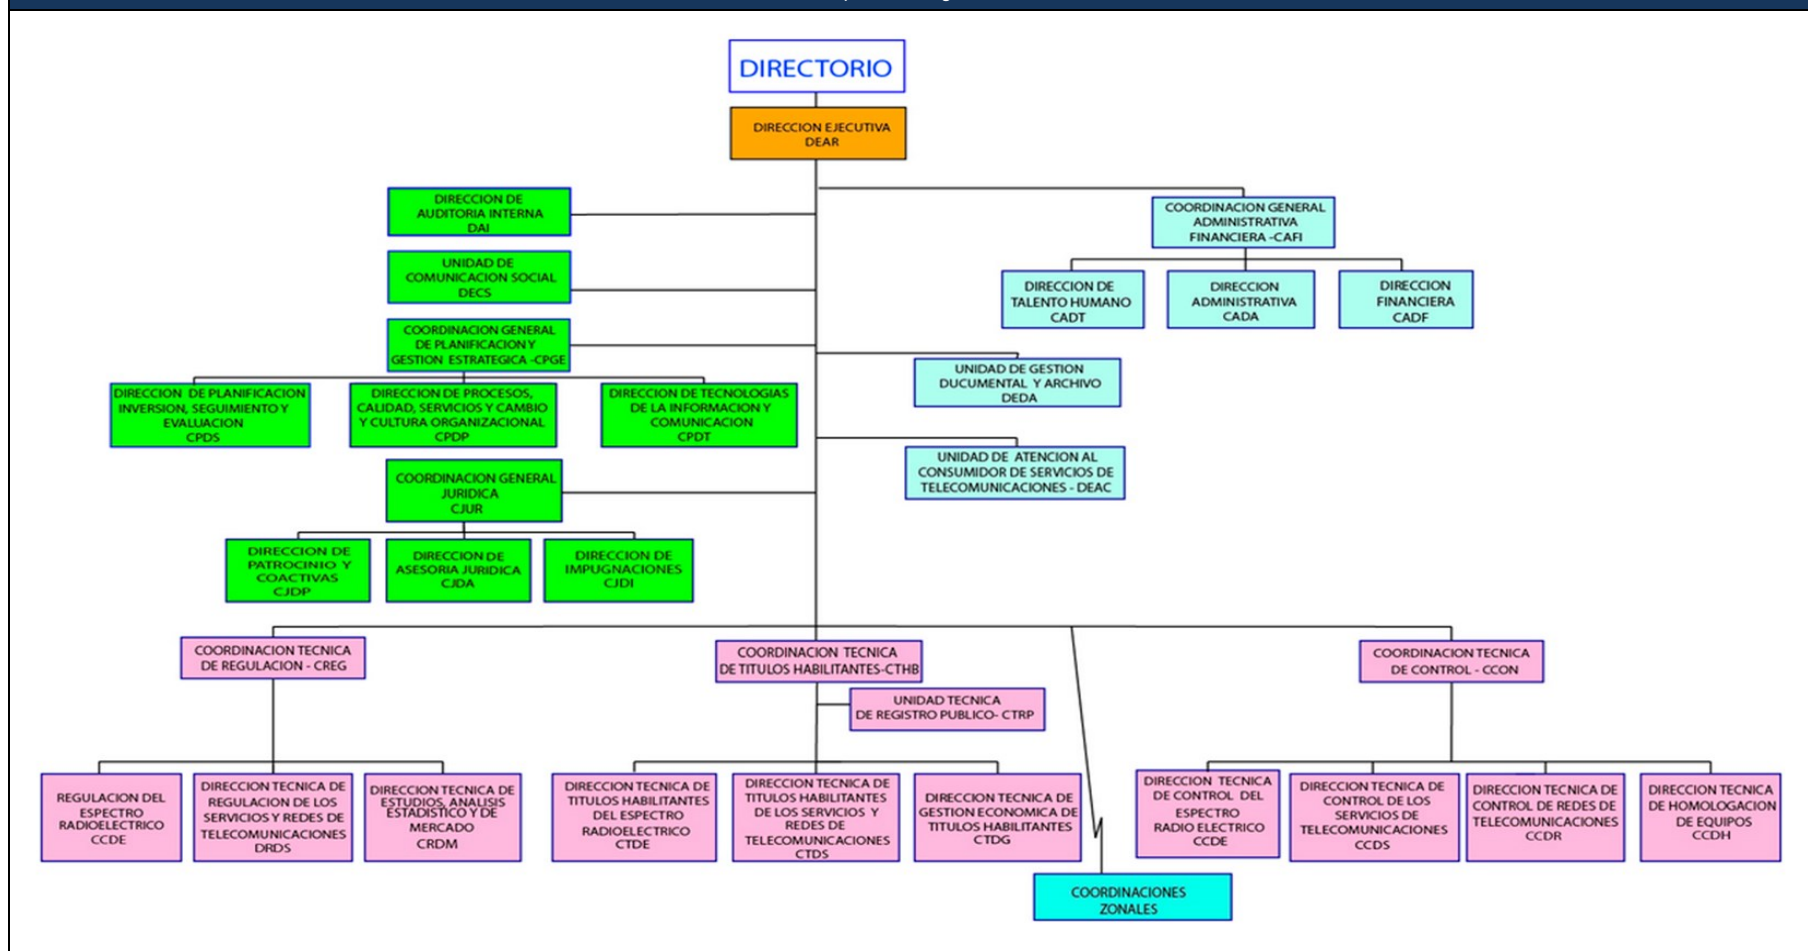 DIRECTORIO
DIRECCION EJECUTIVA
DEAR
DIRECCION DE
AUDITORIA INTERNA
DAI
UNIDAD DE
COMUNICACION SOCIAL
DECS
COORDINACION GENERAL
DE PLANIFICACION Y
GESTION ESTRATEGICA -CPGE
DIRECCION DE PLANIFICACION
INVERSION, SEGUIMIENTO Y
EVALUACION
CPDS
DIRECCION DE PROCESOS,
CALIDAD, SERVICIOS Y CAMBIO
Y CULTURA ORGANIZACIONAL
CPDP
DIRECCION DE TECNOLOGIAS
DE LA INFORMACION Y
COMUNICACION
CPDT
COORDINACION GENERAL
JURIDICA
CJUR
DIRECCION DE
PATROCINIO Y
COACTIVAS
CJDP
DIRECCION DE
ASESORIA JURIDICA
CJDA
DIRECCION DE
IMPUGNACIONES
CJDI
COORDINACION GENERAL
ADMINISTRATIVA
FINANCIERA -CAFI
DIRECCION DE
TALENTO HUMANO
CADT
DIRECCION
ADMINISTRATIVA
CADA
DIRECCION
FINANCIERA
CADF
UNIDAD DE GESTION
DUCUMENTAL Y ARCHIVO
DEDA
UNIDAD DE ATENCION AL
CONSUMIDOR DE SERVICIOS DE
TELECOMUNICACIONES - DEAC
COORDINACION TECNICA
DE REGULACION - CREG
REGULACION DEL
ESPECTRO
RADIOELECTRICO
CCDE
DIRECCION TECNICA DE
REGULACION DE LOS
SERVICIOS Y REDES DE
TELECOMUNICACIONES
DRDS
DIRECCION TECNICA DE
ESTUDIOS, ANALISIS
ESTADISTICO Y DE
MERCADO
CRDM
COORDINACION TECNICA
DE TITULOS HABILITANTES-CTHB
UNIDAD TECNICA
DE REGISTRO PUBLICO- CTRP
DIRECCION TECNICA DE
TITULOS HABILITANTES
DEL ESPECTRO
RADIOELECTRICO
CTDE
DIRECCION TECNICA DE
TITULOS HABILITANTES
DE LOS SERVICIOS Y
REDES DE
TELECOMUNICACIONES
CTDS
DIRECCION TECNICA DE
GESTION ECONOMICA DE
TITULOS HABILITANTES
CTDG
COORDINACION TECNICA
DE CONTROL - CCON
DIRECCION TECNICA
DE CONTROL DEL
ESPECTRO
RADIO ELECTRICO
CCDE
DIRECCION TECNICA DE
CONTROL DE LOS
SERVICIOS DE
TELECOMUNICACIONES
CCDS
DIRECCION TECNICA DE
CONTROL DE REDES DE
TELECOMUNICACIONES
CCDR
DIRECCION TECNICA
DE HOMOLOGACION
DE EQUIPOS
CCDH
COORDINACIONES
ZONALES